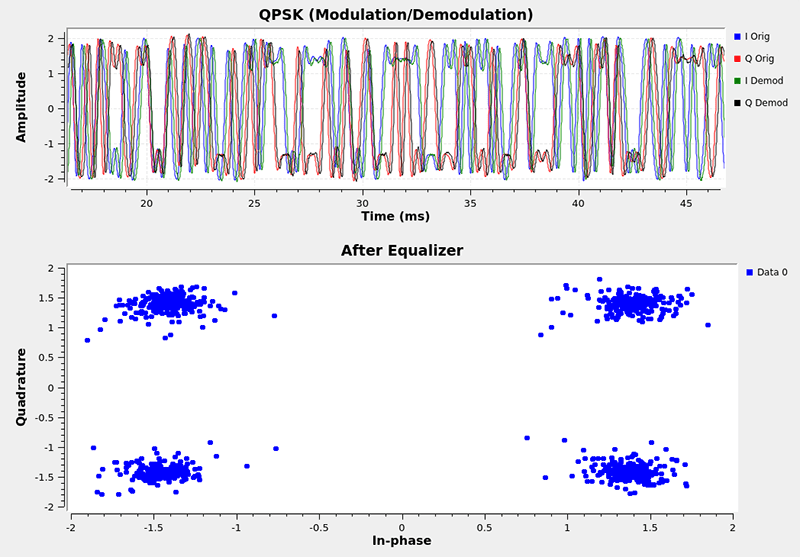 QPSK (Modulation/Demodulation)
2
1
0
-1
-2
Amplitude
20 25 30 35 40 45
Time (ms)
I Orig
Q Orig
I Demod
Q Demod
After Equalizer
2
1.5
1
0.5
0
-0.5
-1
-1.5
-2
Quadrature
-2 -1.5 -1 -0.5 0 0.5 1 1.5 2
In-phase
Data 0